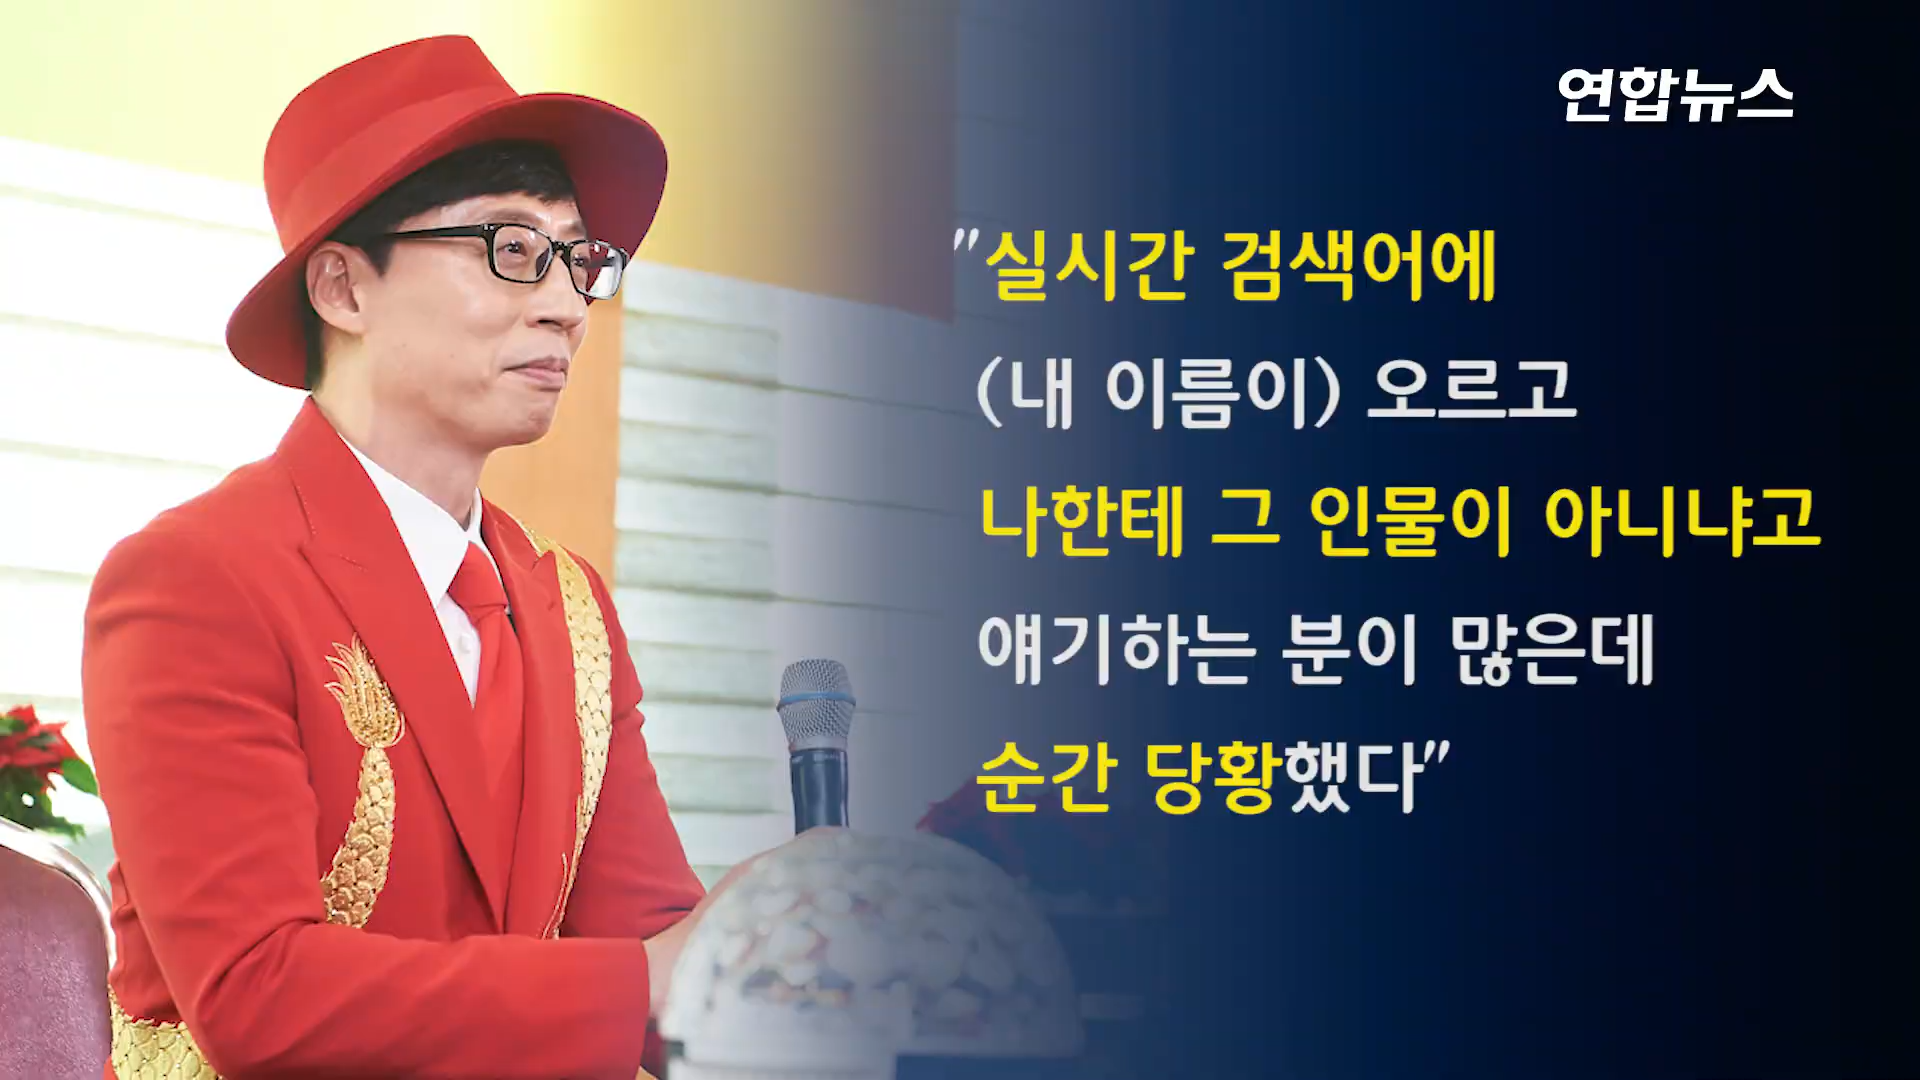 연합뉴스
"실시간 검색어에
(내 이름이) 오르고
나한테 그 인물이 아니냐고
얘기하는 분이 많은데
순간 당황했다"